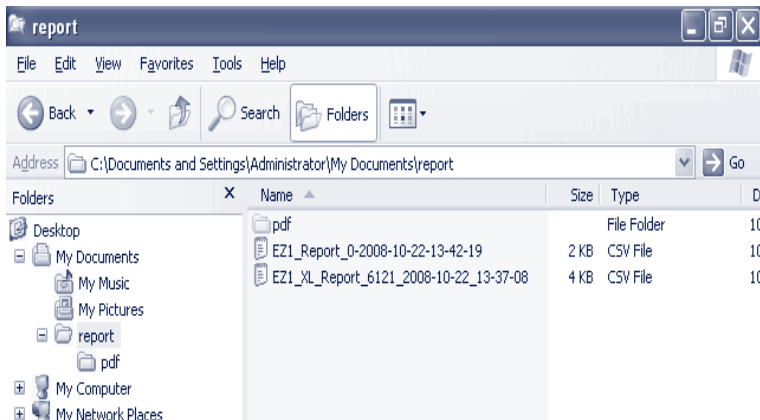 report
File Edit View Favorites Tools Help
Back Search Folders
Address C:\Documents and Settings\Administrator\My Documents\report Go
Folders X Name Size Type D
Desktop
My Documents
My Music
My Pictures
report
pdf
My Computer
My Network Places
pdf File Folder 10
EZ1_Report_0-2008-10-22-13-42-19 2 KB CSV File 10
EZ1_XL_Report_6121_2008-10-22_13-37-08 4 KB CSV File 10